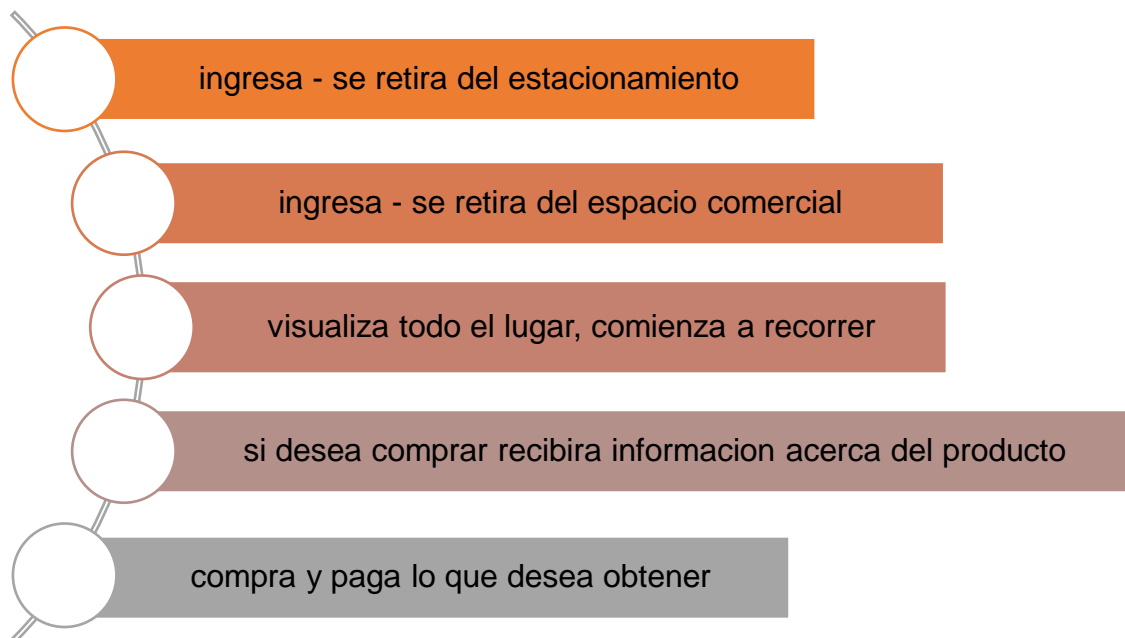 ingresa - se retira del estacionamiento
ingresa - se retira del espacio comercial
visualiza todo el lugar, comienza a recorrer
si desea comprar recibira informacion acerca del producto
compra y paga lo que desea obtener